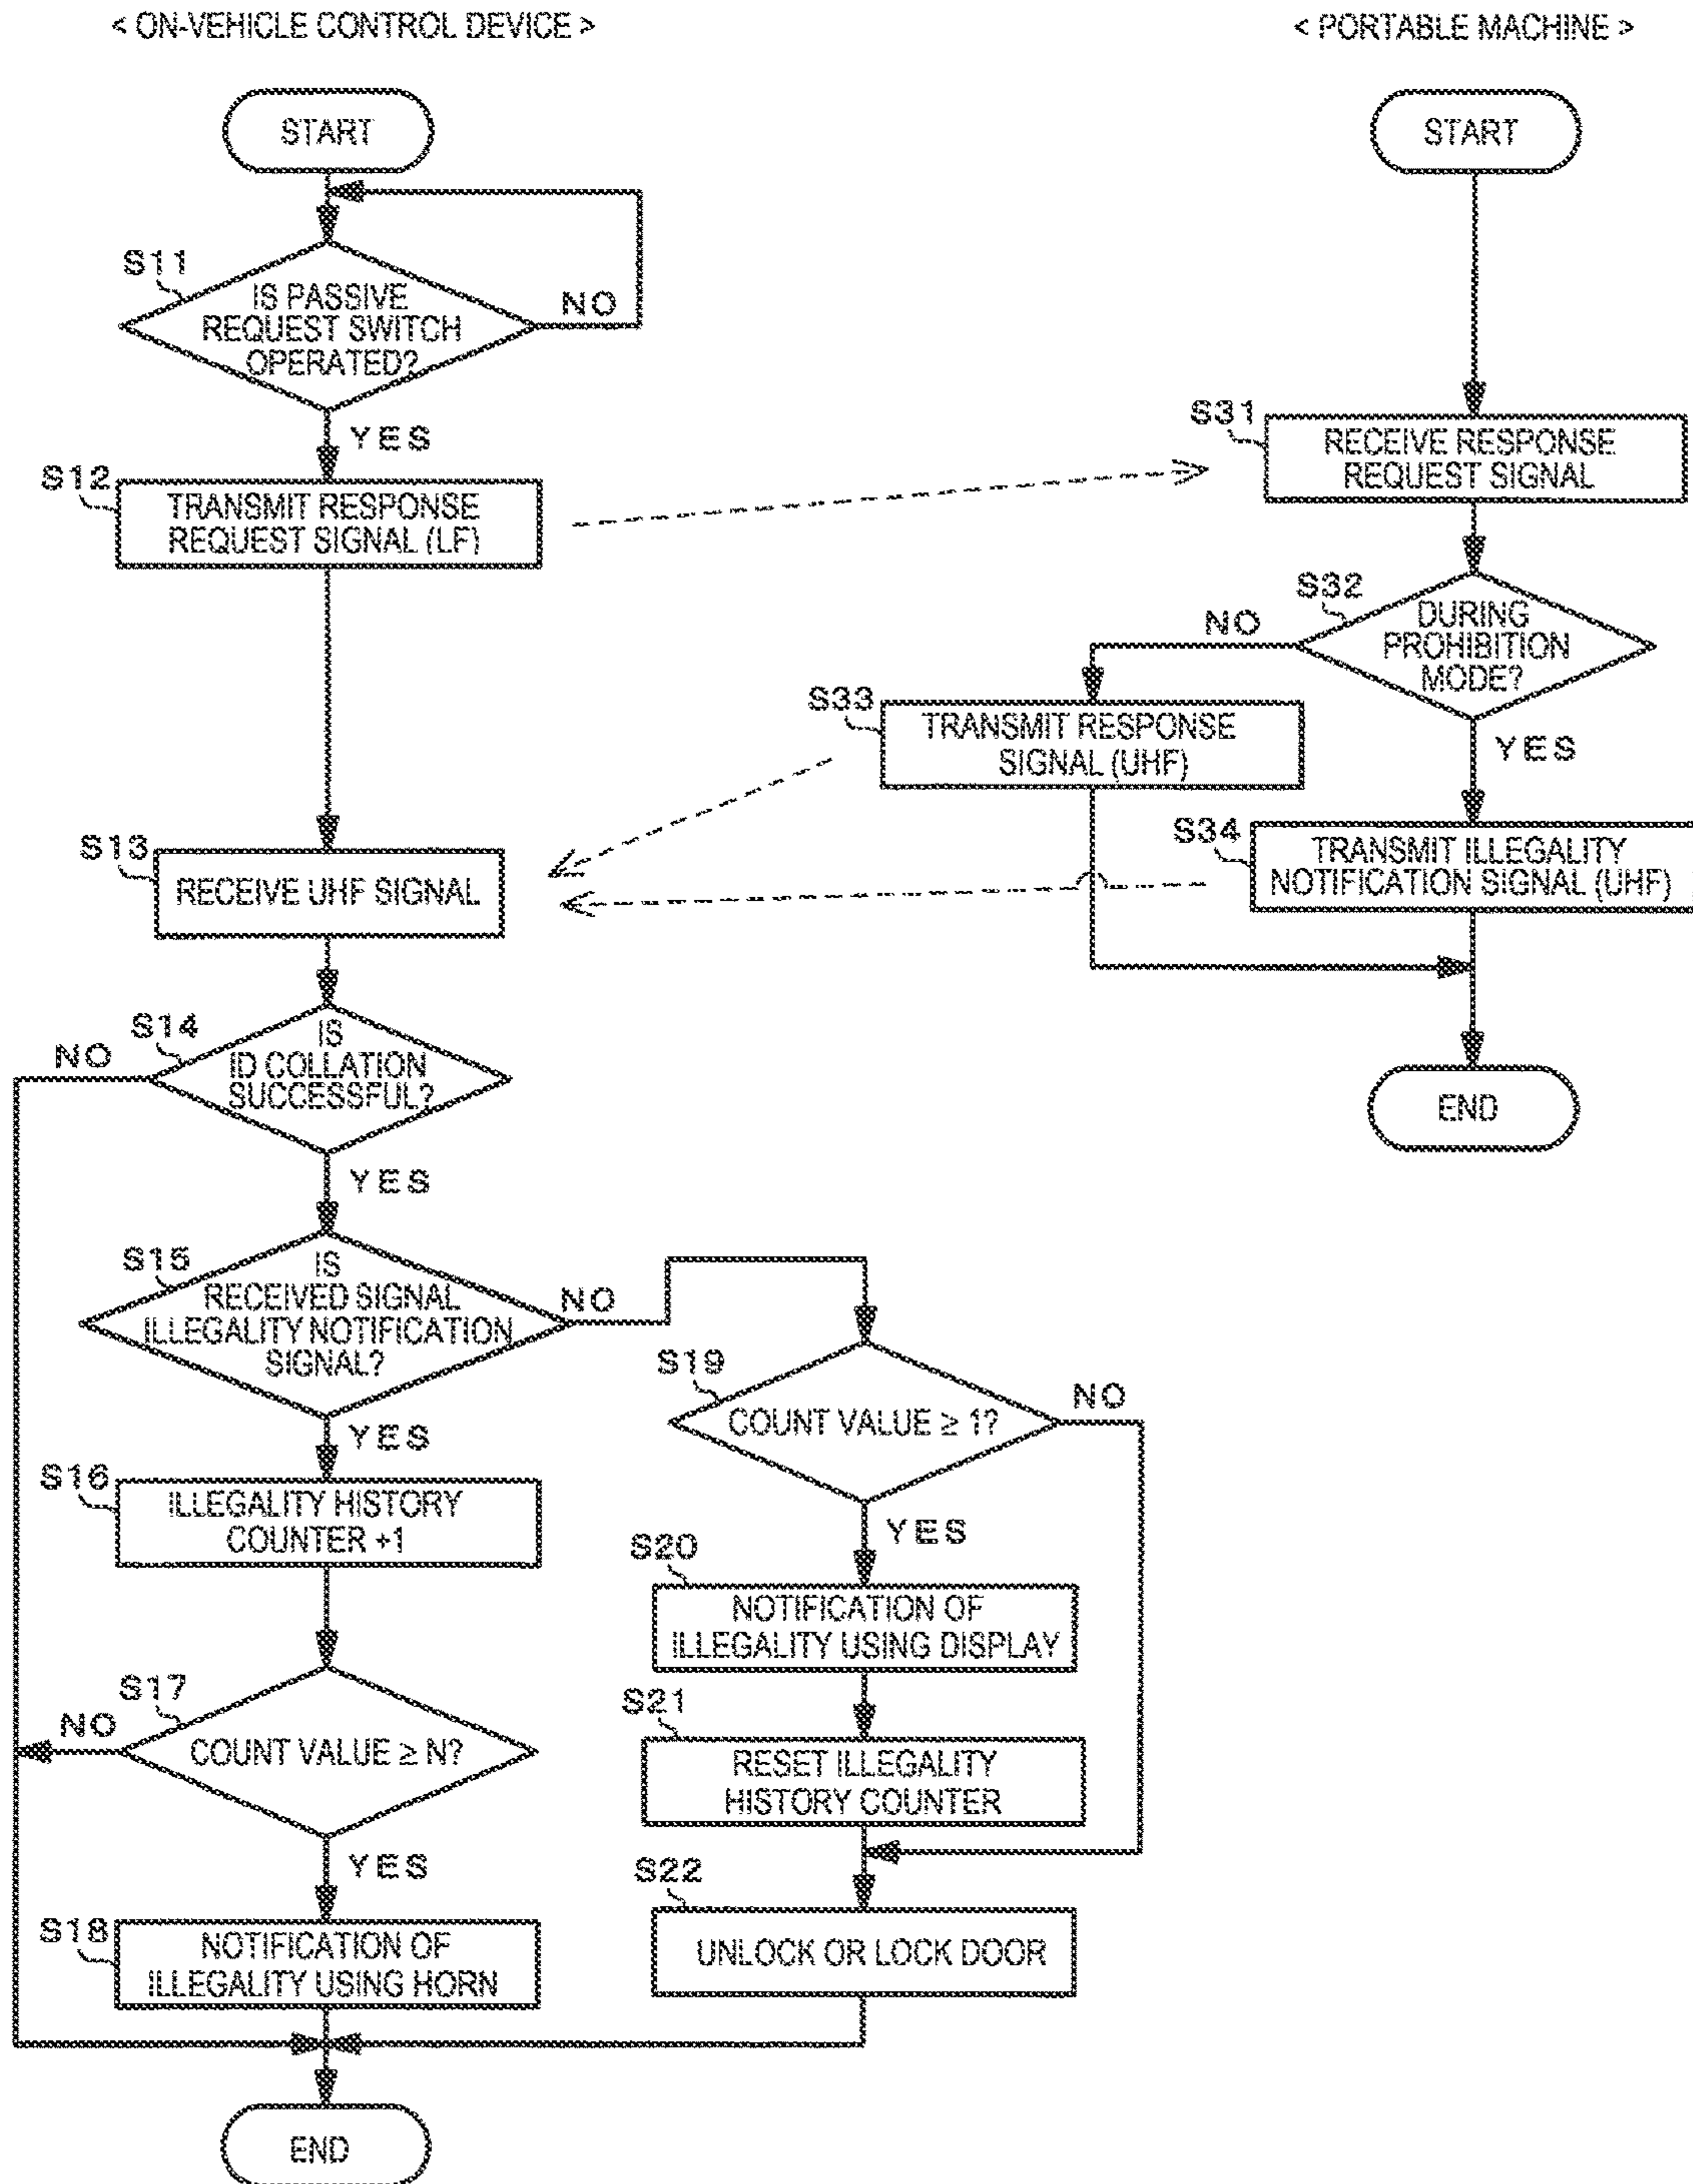 < ON-VEHICLE CONTROL DEVICE >
START
S11
IS PASSIVE
REQUEST SWITCH
OPERATED?
NO
YES
S12
TRANSMIT RESPONSE
REQUEST SIGNAL (LF)
S13
RECEIVE UHF SIGNAL
S14
IS
ID COLLATION
SUCCESSFUL?
NO
YES
S15
IS
RECEIVED SIGNAL
ILLEGALITY NOTIFICATION
SIGNAL?
NO
YES
S16
ILLEGALITY HISTORY
COUNTER +1
S17
COUNT VALUE ≥ N?
NO
YES
S18
NOTIFICATION OF
ILLEGALITY USING HORN
END
S19
COUNT VALUE ≥ 1?
NO
YES
S20
NOTIFICATION OF
ILLEGALITY USING DISPLAY
S21
RESET ILLEGALITY
HISTORY COUNTER
S22
UNLOCK OR LOCK DOOR
< PORTABLE MACHINE >
START
S31
RECEIVE RESPONSE
REQUEST SIGNAL
S32
DURING
PROHIBITION
MODE?
NO
YES
S33
TRANSMIT RESPONSE
SIGNAL (UHF)
S34
TRANSMIT ILLEGALITY
NOTIFICATION SIGNAL (UHF)
END